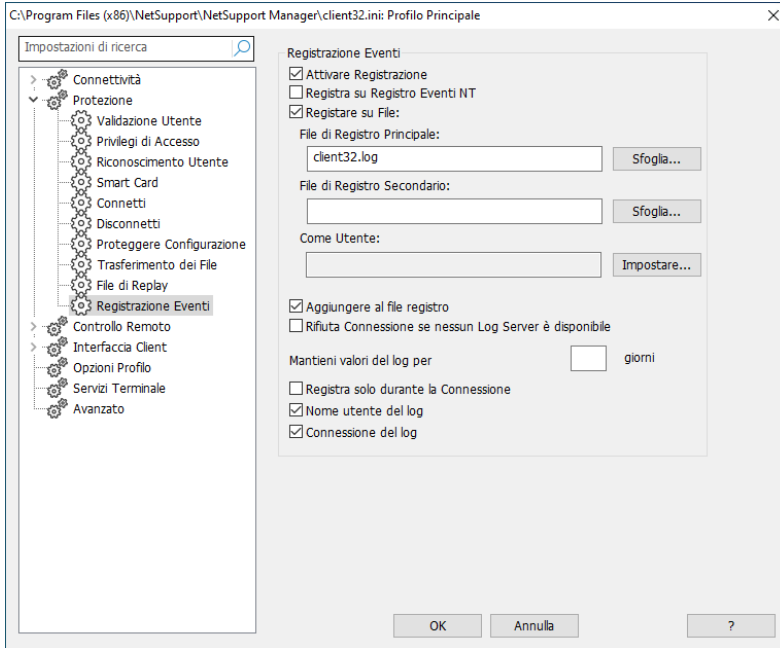 C:\Program Files (x86)\NetSupport\NetSupport Manager\client32.ini: Profilo Principale
Impostazioni di ricerca
Connettività
Protezione
Validazione Utente
Privilegi di Accesso
Riconoscimento Utente
Smart Card
Connetti
Disconnetti
Proteggere Configurazione
Trasferimento dei File
File di Replay
Registrazione Eventi
Controllo Remoto
Interfaccia Client
Opzioni Profilo
Servizi Terminale
Avanzato
Registrazione Eventi
Attivare Registrazione
Registra su Registro Eventi NT
Registare su File:
File di Registro Principale:
client32.log
Sfoglia...
File di Registro Secondario:
Sfoglia...
Come Utente:
Impostare...
Aggiungere al file registro
Rifiuta Connessione se nessun Log Server è disponibile
Mantieni valori del log per giorni
Registra solo durante la Connessione
Nome utente del log
Connessione del log
OK
Annulla
?